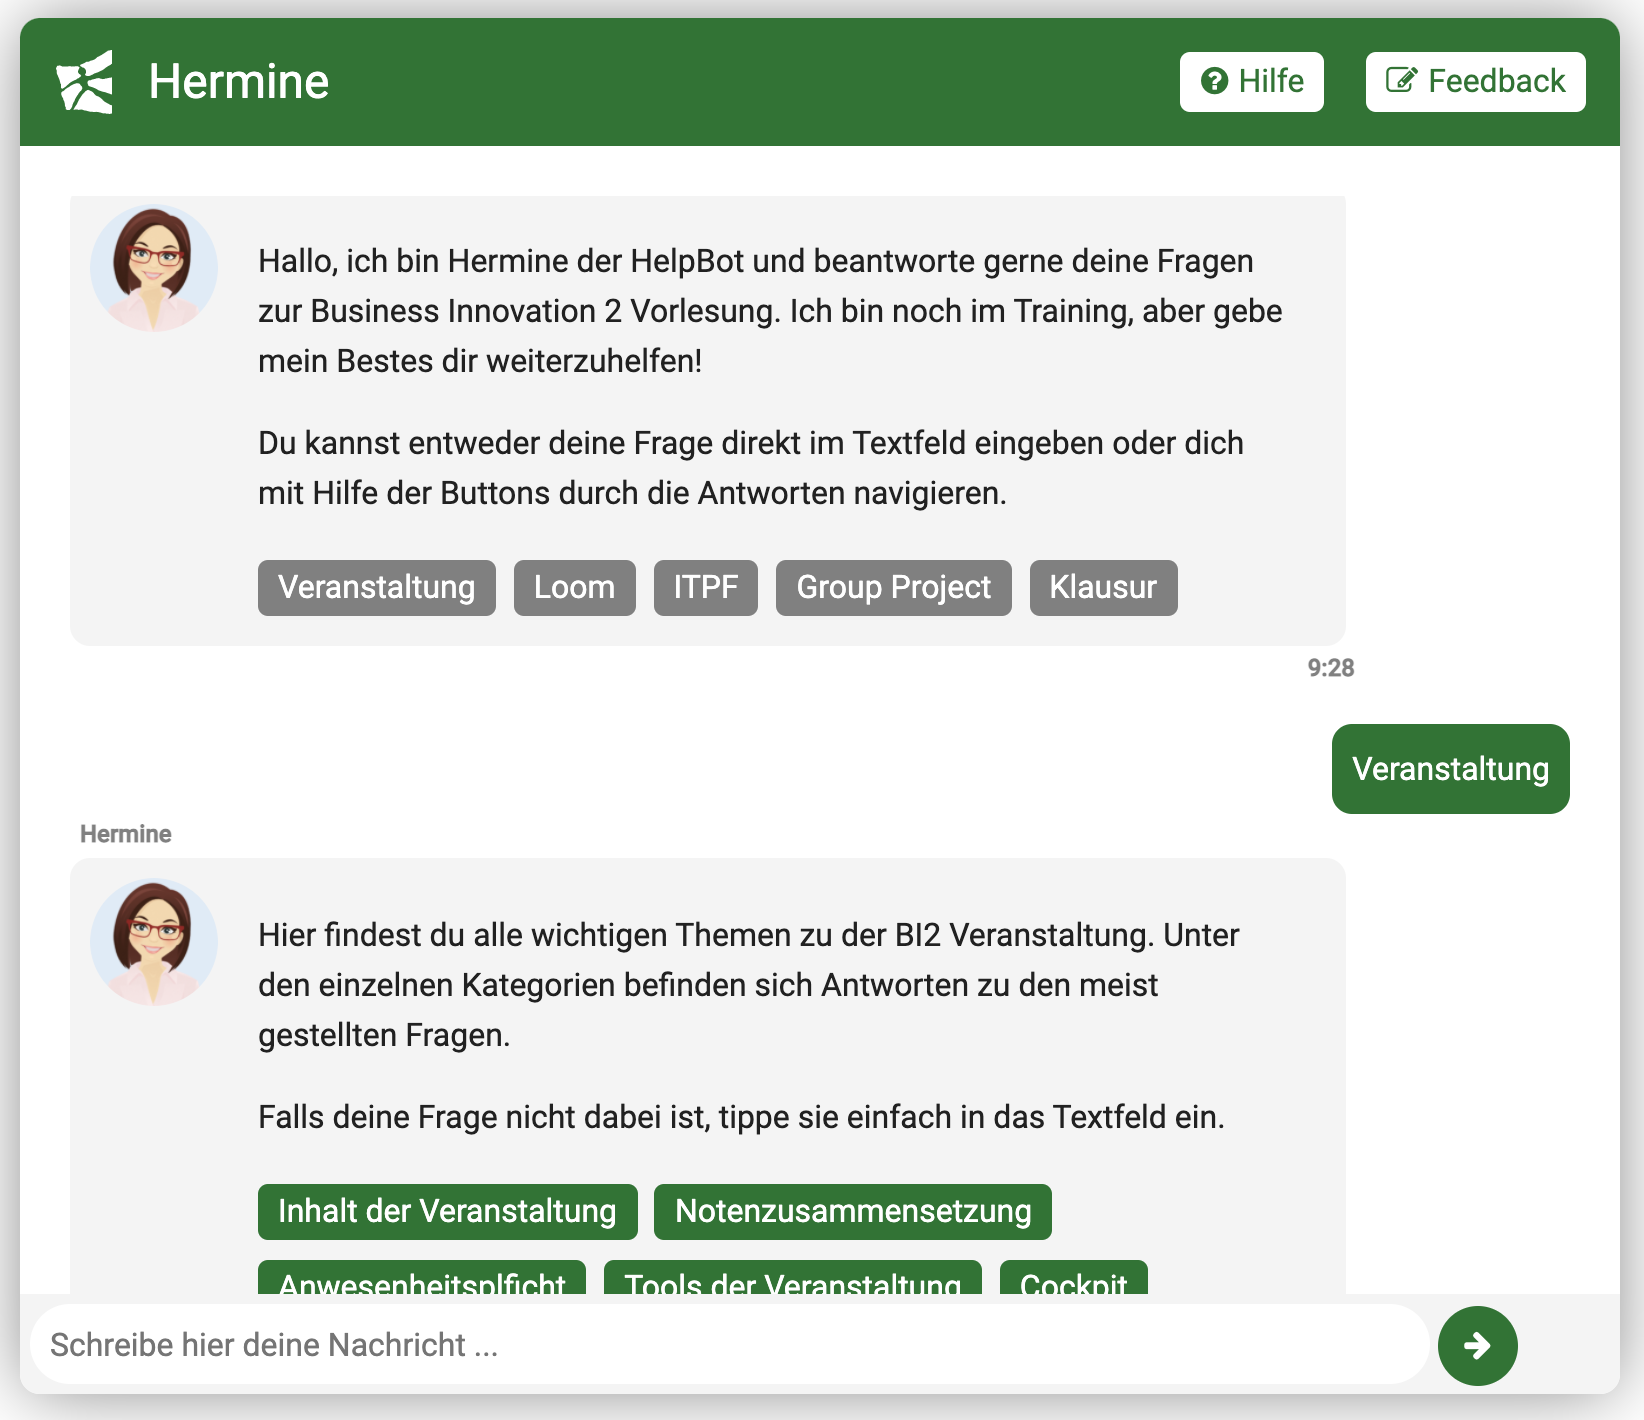 Hermine
Hilfe
Feedback
Hallo, ich bin Hermine der HelpBot und beantworte gerne deine Fragen
zur Business Innovation 2 Vorlesung. Ich bin noch im Training, aber gebe
mein Bestes dir weiterzuhelfen!
Du kannst entweder deine Frage direkt im Textfeld eingeben oder dich
mit Hilfe der Buttons durch die Antworten navigieren.
Veranstaltung Loom ITPF Group Project Klausur
9:28
Veranstaltung
Hermine
Hier findest du alle wichtigen Themen zu der BI2 Veranstaltung. Unter
den einzelnen Kategorien befinden sich Antworten zu den meist
gestellten Fragen.
Falls deine Frage nicht dabei ist, tippe sie einfach in das Textfeld ein.
Inhalt der Veranstaltung Notenzusammensetzung
Anwesenheitsplficht Tools der Veranstaltung Cockpit
Schreibe hier deine Nachricht ...